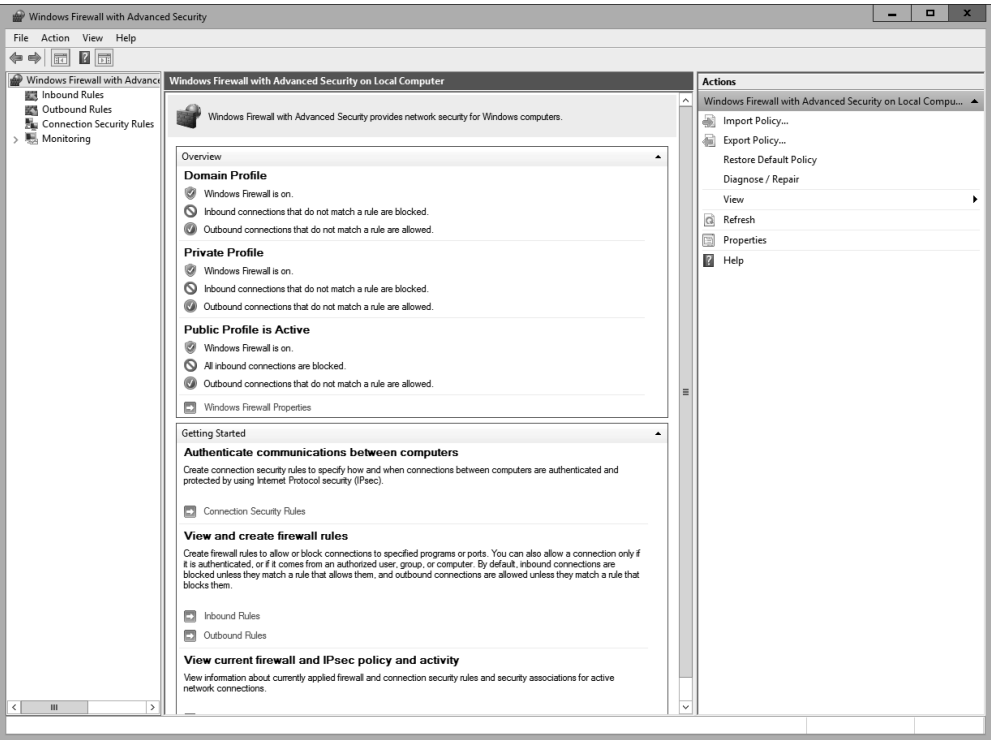 Windows Firewall with Advanced Security
File Action View Help
Windows Firewall with Advance
Inbound Rules
Outbound Rules
Connection Security Rules
Monitoring
Windows Firewall with Advanced Security on Local Computer
Windows Firewall with Advanced Security provides network security for Windows computers.
Overview
Domain Profile
Windows Firewall is on.
Inbound connections that do not match a rule are blocked.
Outbound connections that do not match a rule are allowed.
Private Profile
Windows Firewall is on.
Inbound connections that do not match a rule are blocked.
Outbound connections that do not match a rule are allowed.
Public Profile is Active
Windows Firewall is on.
All inbound connections are blocked.
Outbound connections that do not match a rule are allowed.
Windows Firewall Properties
Getting Started
Authenticate communications between computers
Create connection security rules to specify how and when connections between computers are authenticated and
protected by using Internet Protocol security (IPsec).
Connection Security Rules
View and create firewall rules
Create firewall rules to allow or block connections to specified programs or ports. You can also allow a connection only if
it is authenticated, or if it comes from an authorized user, group, or computer. By default, inbound connections are
blocked unless they match a rule that allows them, and outbound connections are allowed unless they match a rule that
blocks them.
Inbound Rules
Outbound Rules
View current firewall and IPsec policy and activity
View information about currently applied firewall and connection security rules and security associations for active
network connections.
Actions
Windows Firewall with Advanced Security on Local Compu...
Import Policy...
Export Policy...
Restore Default Policy
Diagnose / Repair
View
Refresh
Properties
Help